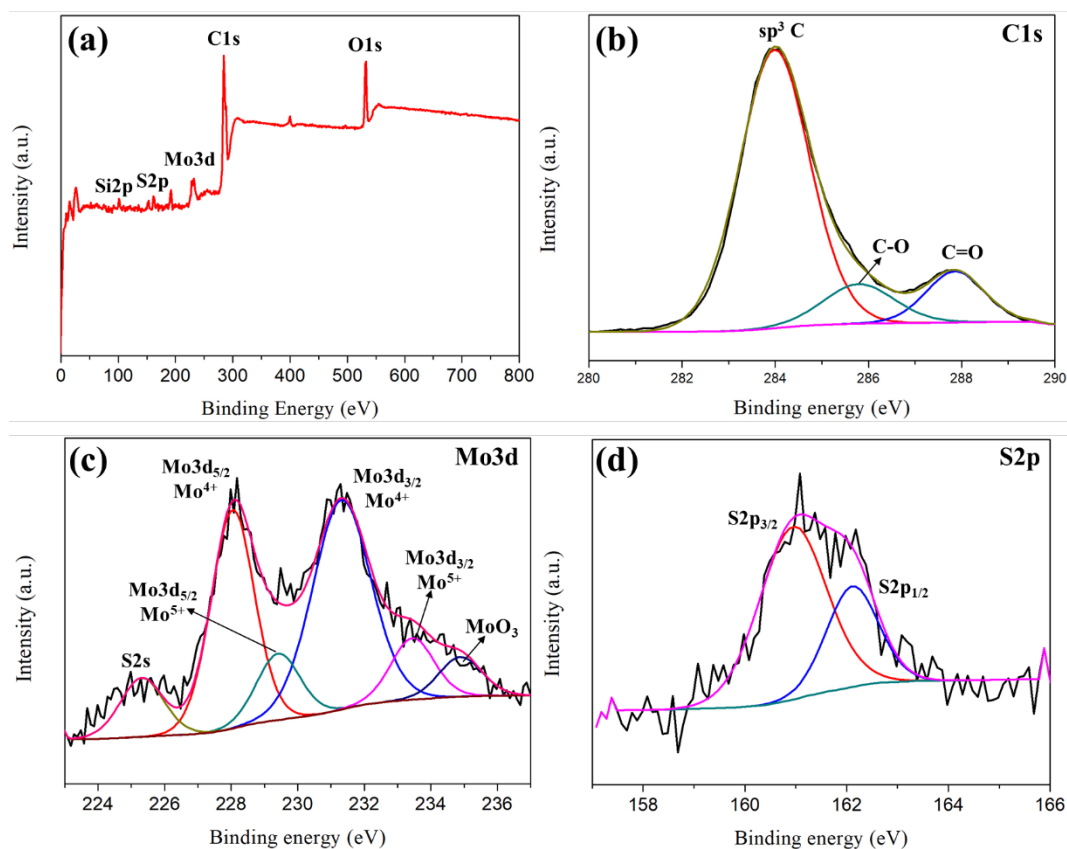 (a)
C1s
O1s
Mo3d
S2p
Si2p
Intensity (a.u.)
0 100 200 300 400 500 600 700 800
Binding Energy (eV)
(b)
sp³ C
C1s
C-O
C=O
Intensity (a.u.)
280 282 284 286 288 290
Binding energy (eV)
(c)
Mo3d
Mo3d₅/₂
Mo⁴⁺
Mo3d₃/₂
Mo⁴⁺
Mo3d₃/₂
Mo⁵⁺
Mo3d₅/₂
Mo⁵⁺
MoO₃
S2s
Intensity (a.u.)
224 226 228 230 232 234 236
Binding energy (eV)
(d)
S2p
S2p₃/₂
S2p₁/₂
Intensity (a.u.)
158 160 162 164 166
Binding energy (eV)